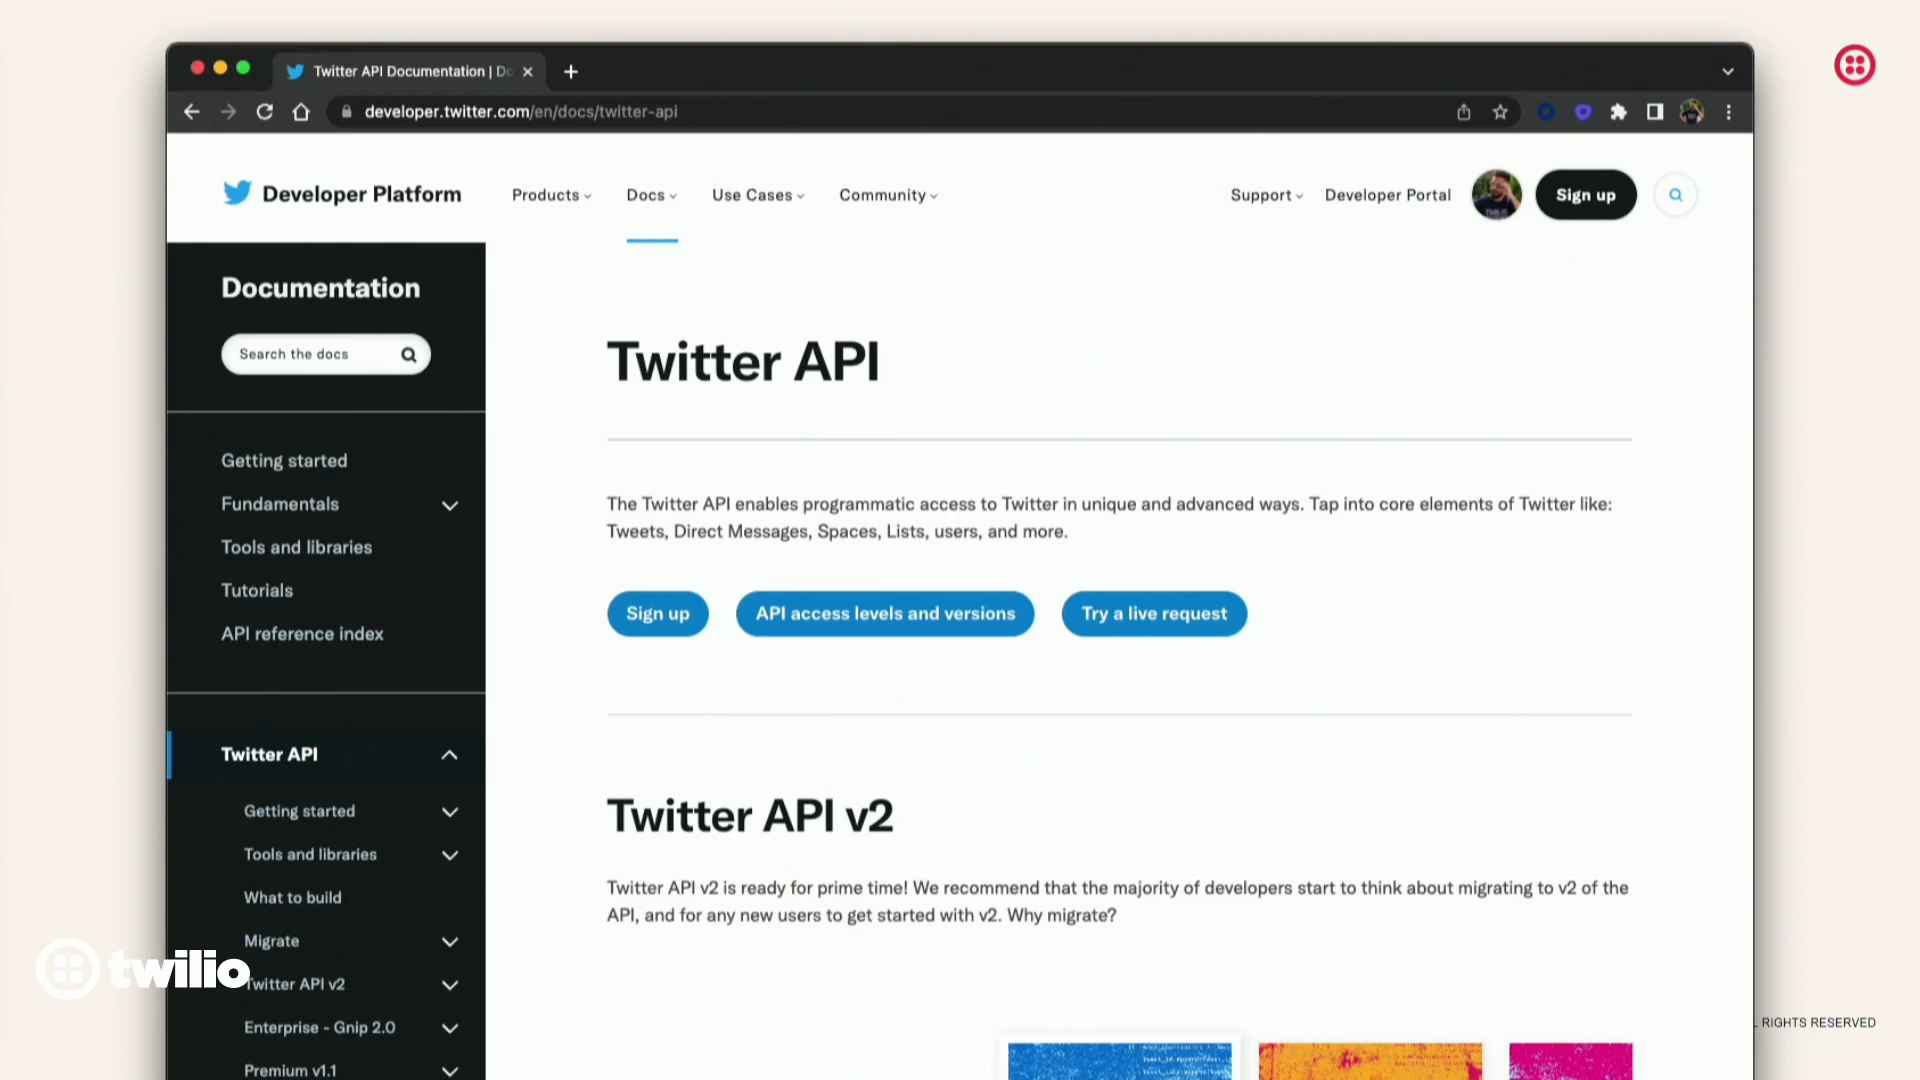 Twitter API Documentation | Do
developer.twitter.com/en/docs/twitter-api
Developer Platform
Products
Docs
Use Cases
Community
Support
Developer Portal
Sign up
Documentation
Search the docs
Getting started
Fundamentals
Tools and libraries
Tutorials
API reference index
Twitter API
Getting started
Tools and libraries
What to build
Migrate
Twitter API v2
Enterprise - Gnip 2.0
Premium v1.1
Twitter API
The Twitter API enables programmatic access to Twitter in unique and advanced ways. Tap into core elements of Twitter like:
Tweets, Direct Messages, Spaces, Lists, users, and more.
Sign up
API access levels and versions
Try a live request
Twitter API v2
Twitter API v2 is ready for prime time! We recommend that the majority of developers start to think about migrating to v2 of the
API, and for any new users to get started with v2. Why migrate?
twilio
RIGHTS RESERVED